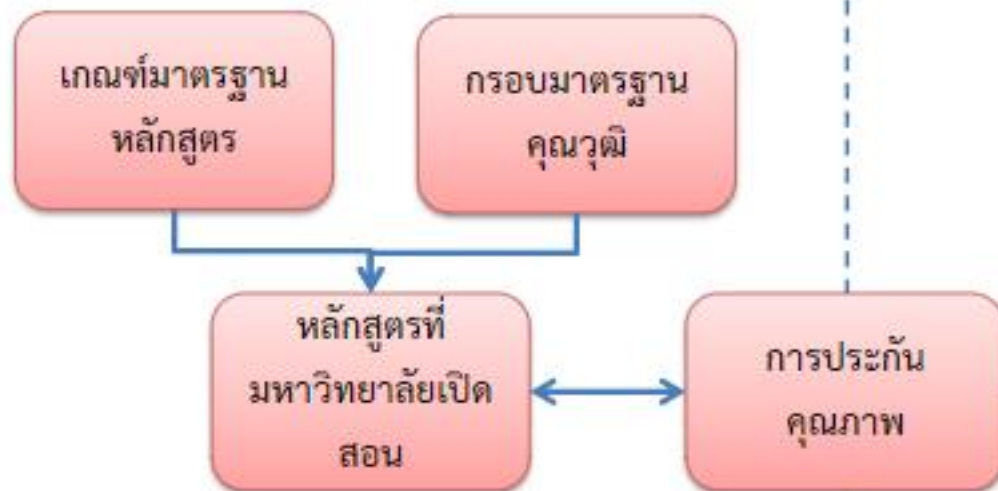 เกณฑ์มาตรฐาน
หลักสูตร
กรอบมาตรฐาน
คุณวุฒิ
หลักสูตรที่
มหาวิทยาลัยเปิด
สอน
การประกัน
คุณภาพ